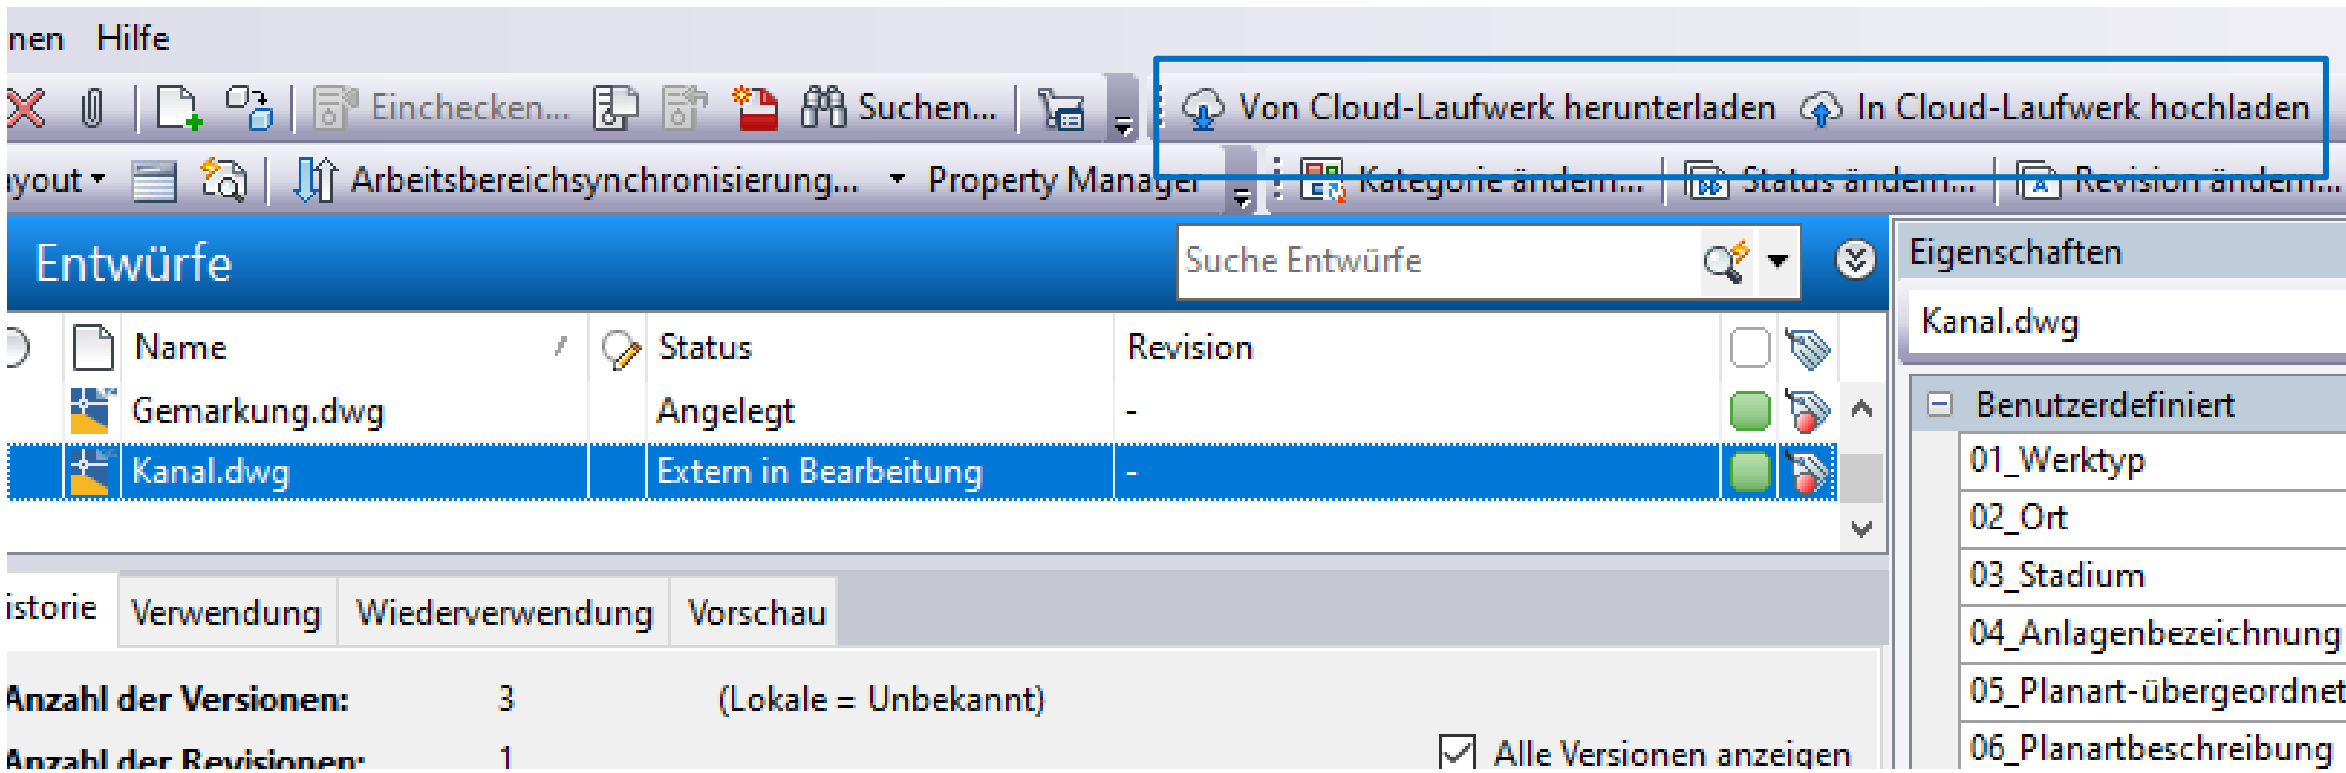 nen Hilfe
Einchecken... Suchen... Von Cloud-Laufwerk herunterladen In Cloud-Laufwerk hochladen
ayout Arbeitsbereichsynchronisierung... Property Manager Kategorie ändern... Status ändern... Revision ändern...
Entwürfe Suche Entwürfe Eigenschaften
Kanal.dwg
Name Status Revision
Gemarkung.dwg Angelegt -
Kanal.dwg Extern in Bearbeitung -
Benutzerdefiniert
01_Werktyp
02_Ort
03_Stadium
04_Anlagenbezeichnung
05_Planart-übergeordnet
06_Planartbeschreibung
istorie Verwendung Wiederverwendung Vorschau
Anzahl der Versionen: 3 (Lokale = Unbekannt)
Anzahl der Revisionen: 1 Alle Versionen anzeigen